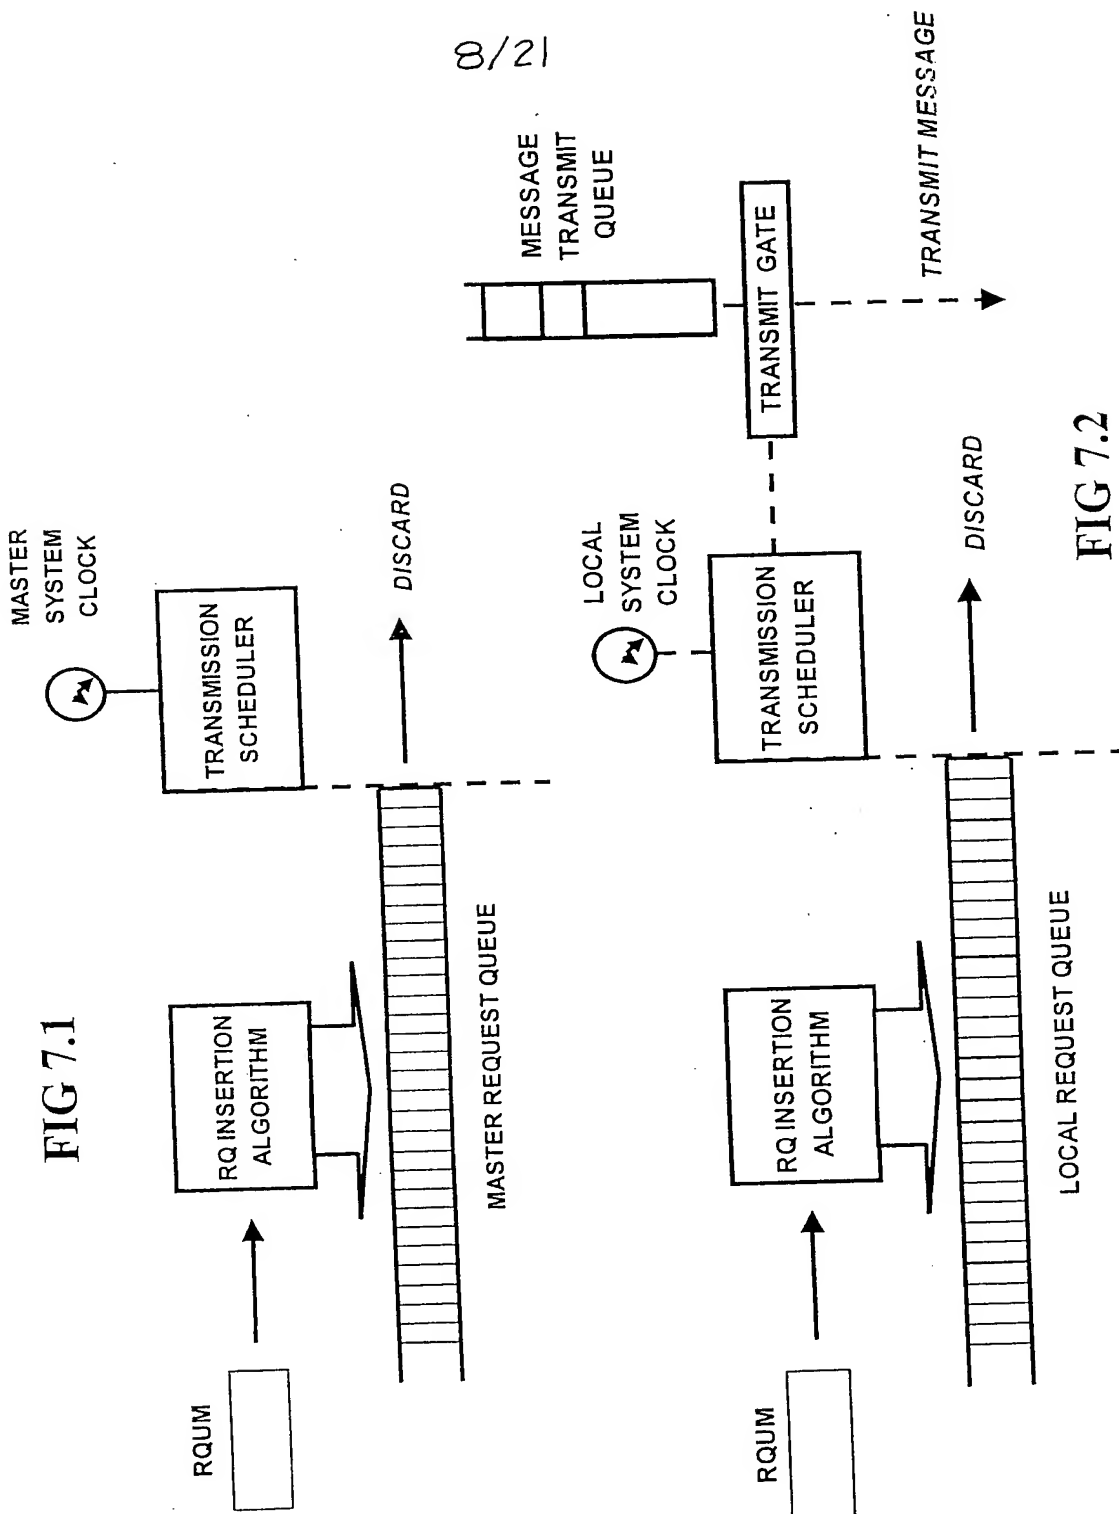 8/21
FIG 7.1
RQUM
RQ INSERTION
ALGORITHM
MASTER REQUEST QUEUE
TRANSMISSION
SCHEDULER
MASTER
SYSTEM
CLOCK
DISCARD
FIG 7.2
RQUM
RQ INSERTION
ALGORITHM
LOCAL REQUEST QUEUE
TRANSMISSION
SCHEDULER
LOCAL
SYSTEM
CLOCK
DISCARD
MESSAGE
TRANSMIT
QUEUE
TRANSMIT GATE
TRANSMIT MESSAGE